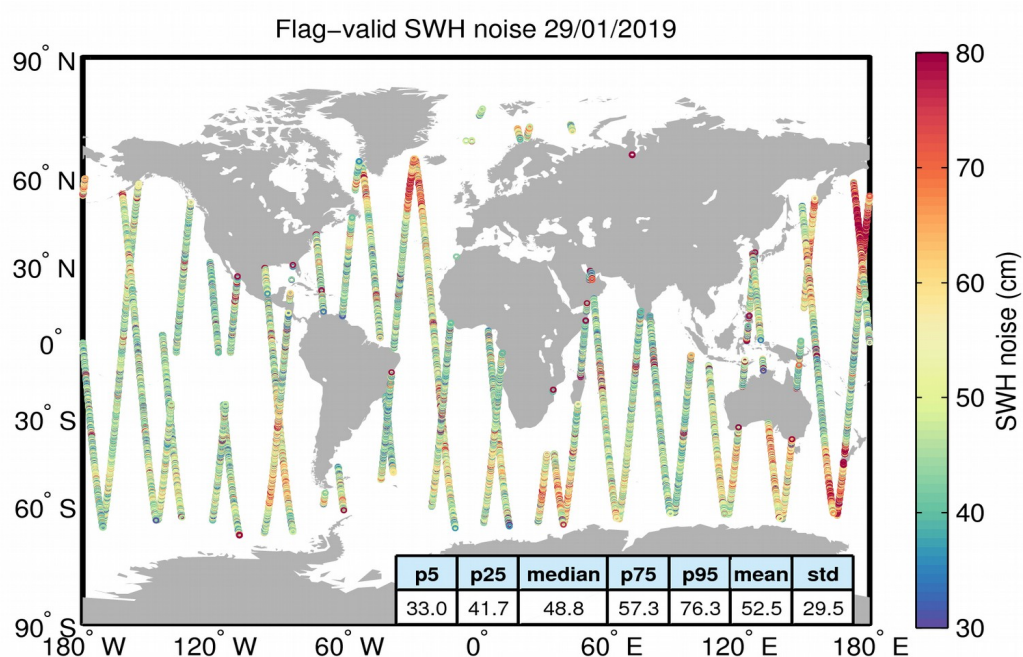 Flag−valid SWH noise 29/01/2019
90° N
60° N
30° N
0°
30° S
60° S
90° S
180° W
120° W
60° W
0°
60° E
120° E
180° E
80
70
60
50
40
30
SWH noise (cm)
p5 p25 median p75 p95 mean std
33.0 41.7 48.8 57.3 76.3 52.5 29.5